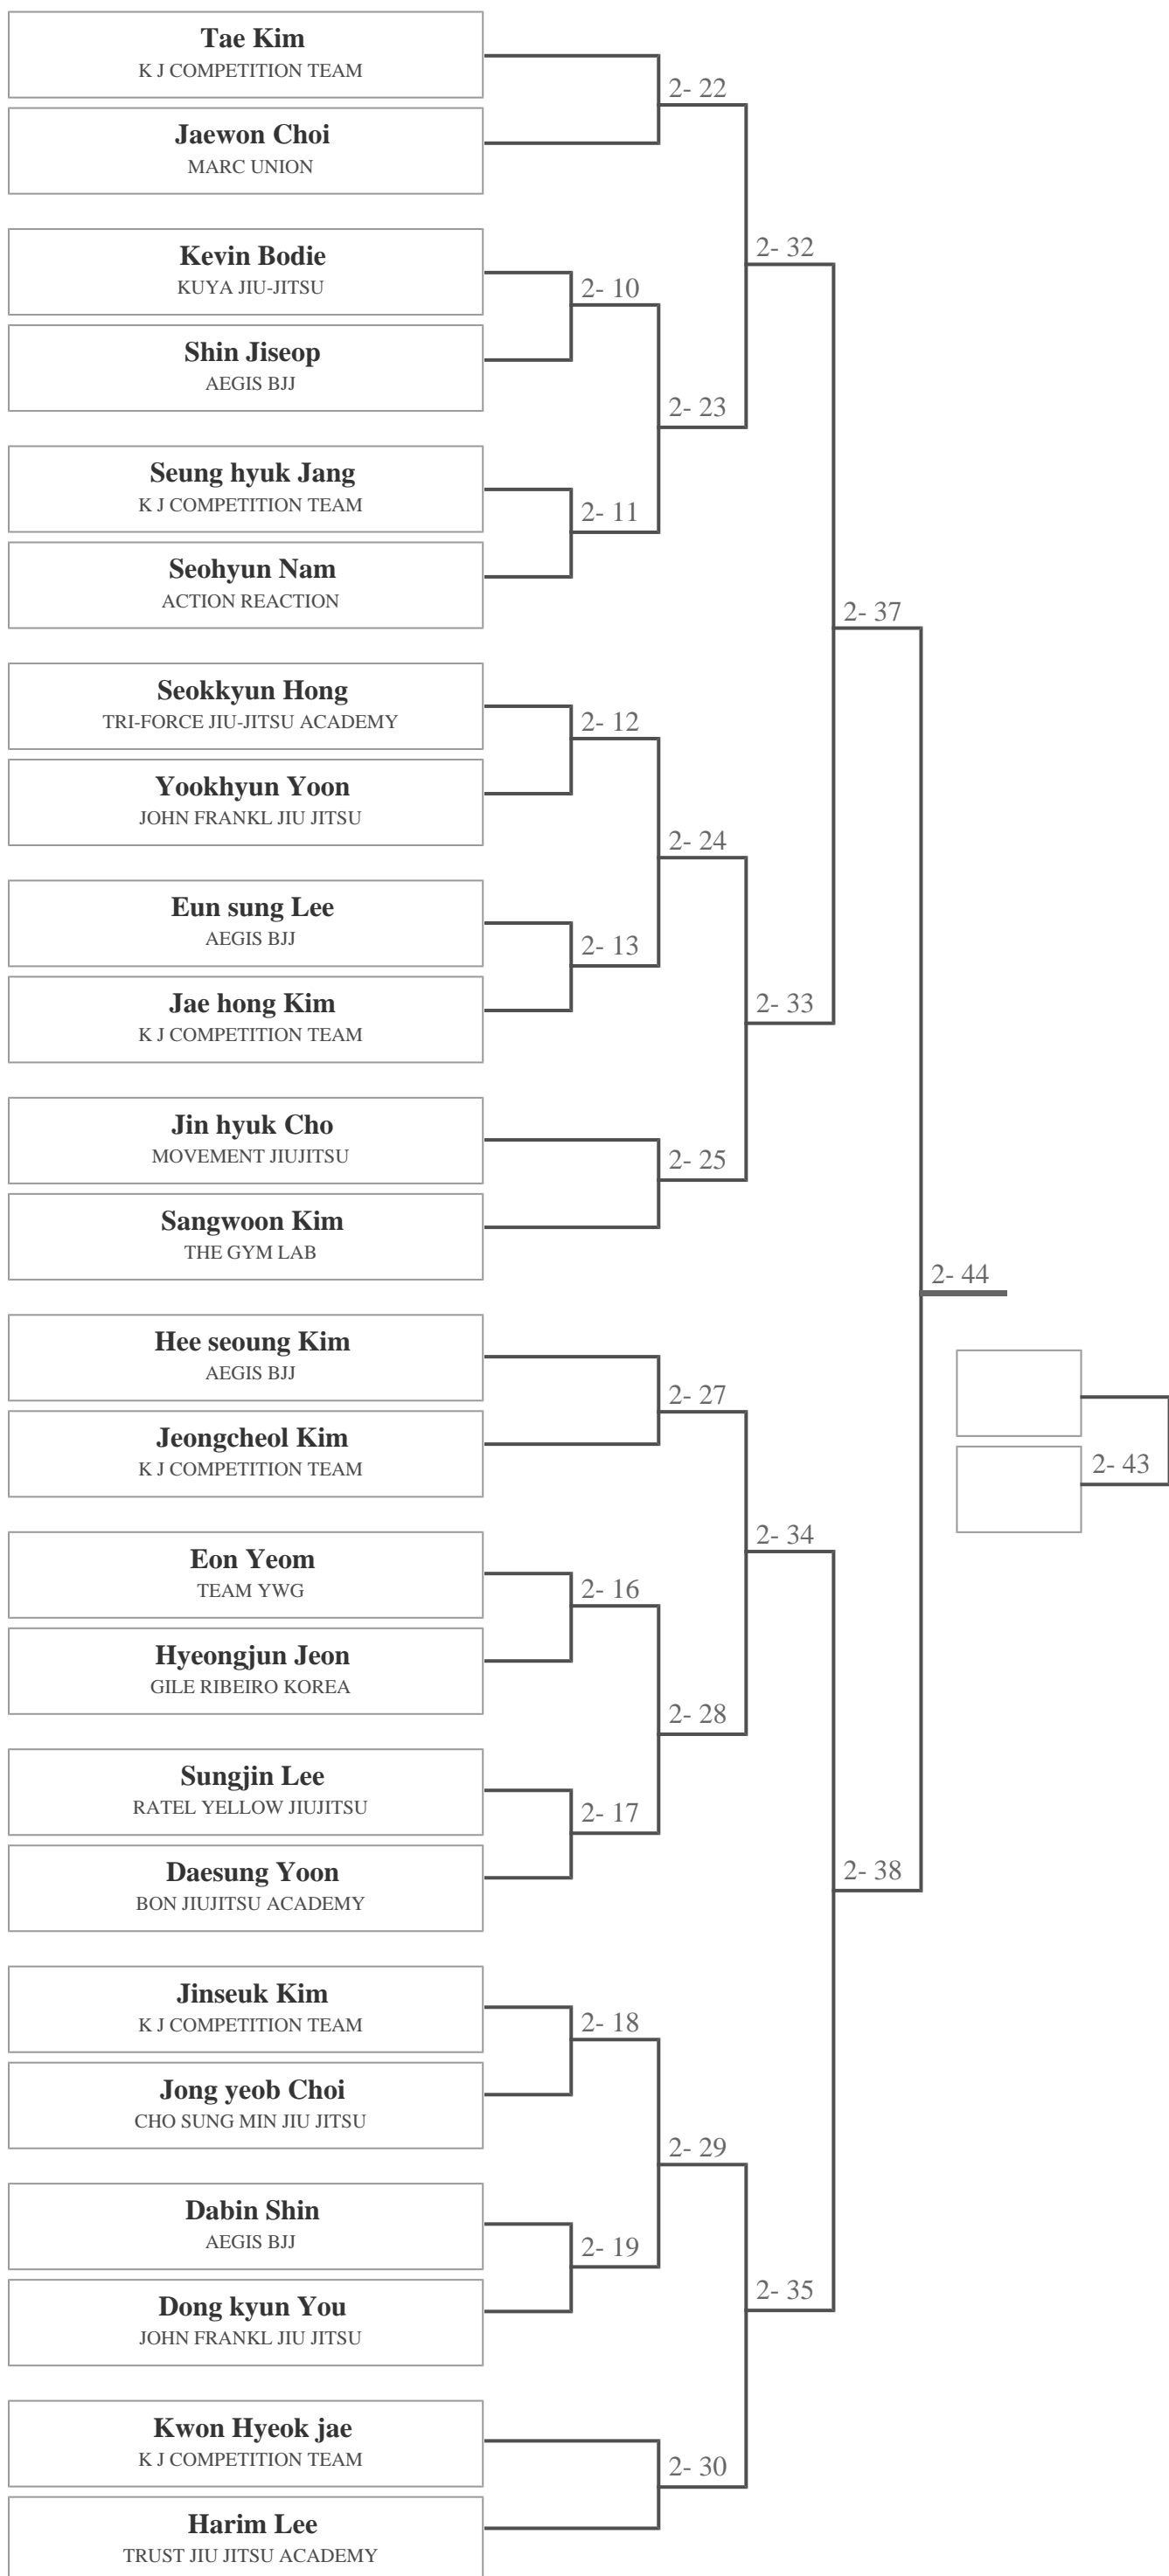 Tae Kim
K J COMPETITION TEAM
2- 22
Jaewon Choi
MARC UNION
2- 32
Kevin Bodie
KUYA JIU-JITSU
2- 10
Shin Jiseop
AEGIS BJJ
2- 23
Seung hyuk Jang
K J COMPETITION TEAM
2- 11
Seohyun Nam
ACTION REACTION
2- 37
Seokkyun Hong
TRI-FORCE JIU-JITSU ACADEMY
2- 12
Yookhyun Yoon
JOHN FRANKL JIU JITSU
2- 24
Eun sung Lee
AEGIS BJJ
2- 13
Jae hong Kim
K J COMPETITION TEAM
2- 33
Jin hyuk Cho
MOVEMENT JIUJITSU
2- 25
Sangwoon Kim
THE GYM LAB
2- 44
Hee seoung Kim
AEGIS BJJ
2- 27
Jeongcheol Kim
K J COMPETITION TEAM
2- 43
2- 34
Eon Yeom
TEAM YWG
2- 16
Hyeongjun Jeon
GILE RIBEIRO KOREA
2- 28
Sungjin Lee
RATEL YELLOW JIUJITSU
2- 17
Daesung Yoon
BON JIUJITSU ACADEMY
2- 38
Jinseuk Kim
K J COMPETITION TEAM
2- 18
Jong yeob Choi
CHO SUNG MIN JIU JITSU
2- 29
Dabin Shin
AEGIS BJJ
2- 19
Dong kyun You
JOHN FRANKL JIU JITSU
2- 35
Kwon Hyeok jae
K J COMPETITION TEAM
2- 30
Harim Lee
TRUST JIU JITSU ACADEMY